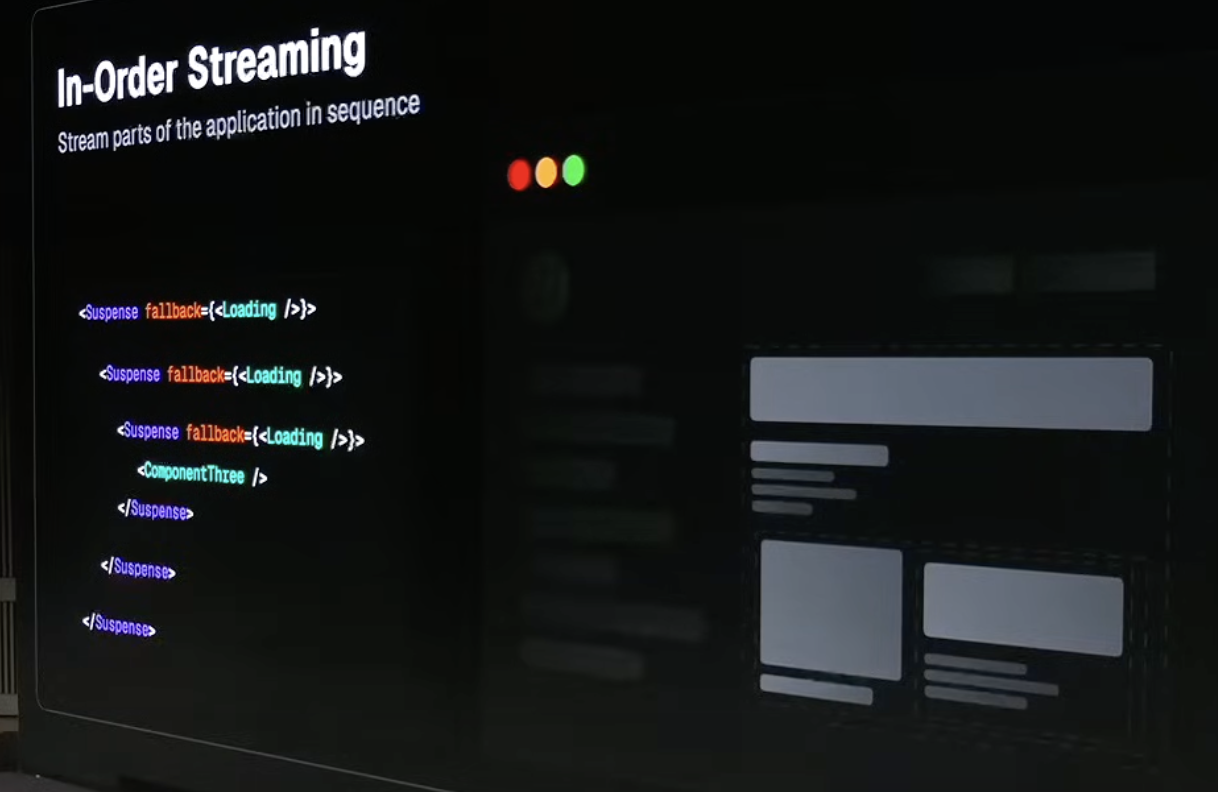 In-Order Streaming
Stream parts of the application in sequence
<Suspense fallback={<Loading />}>
<Suspense fallback={<Loading />}>
<Suspense fallback={<Loading />}>
<ComponentThree />
</Suspense>
</Suspense>
</Suspense>